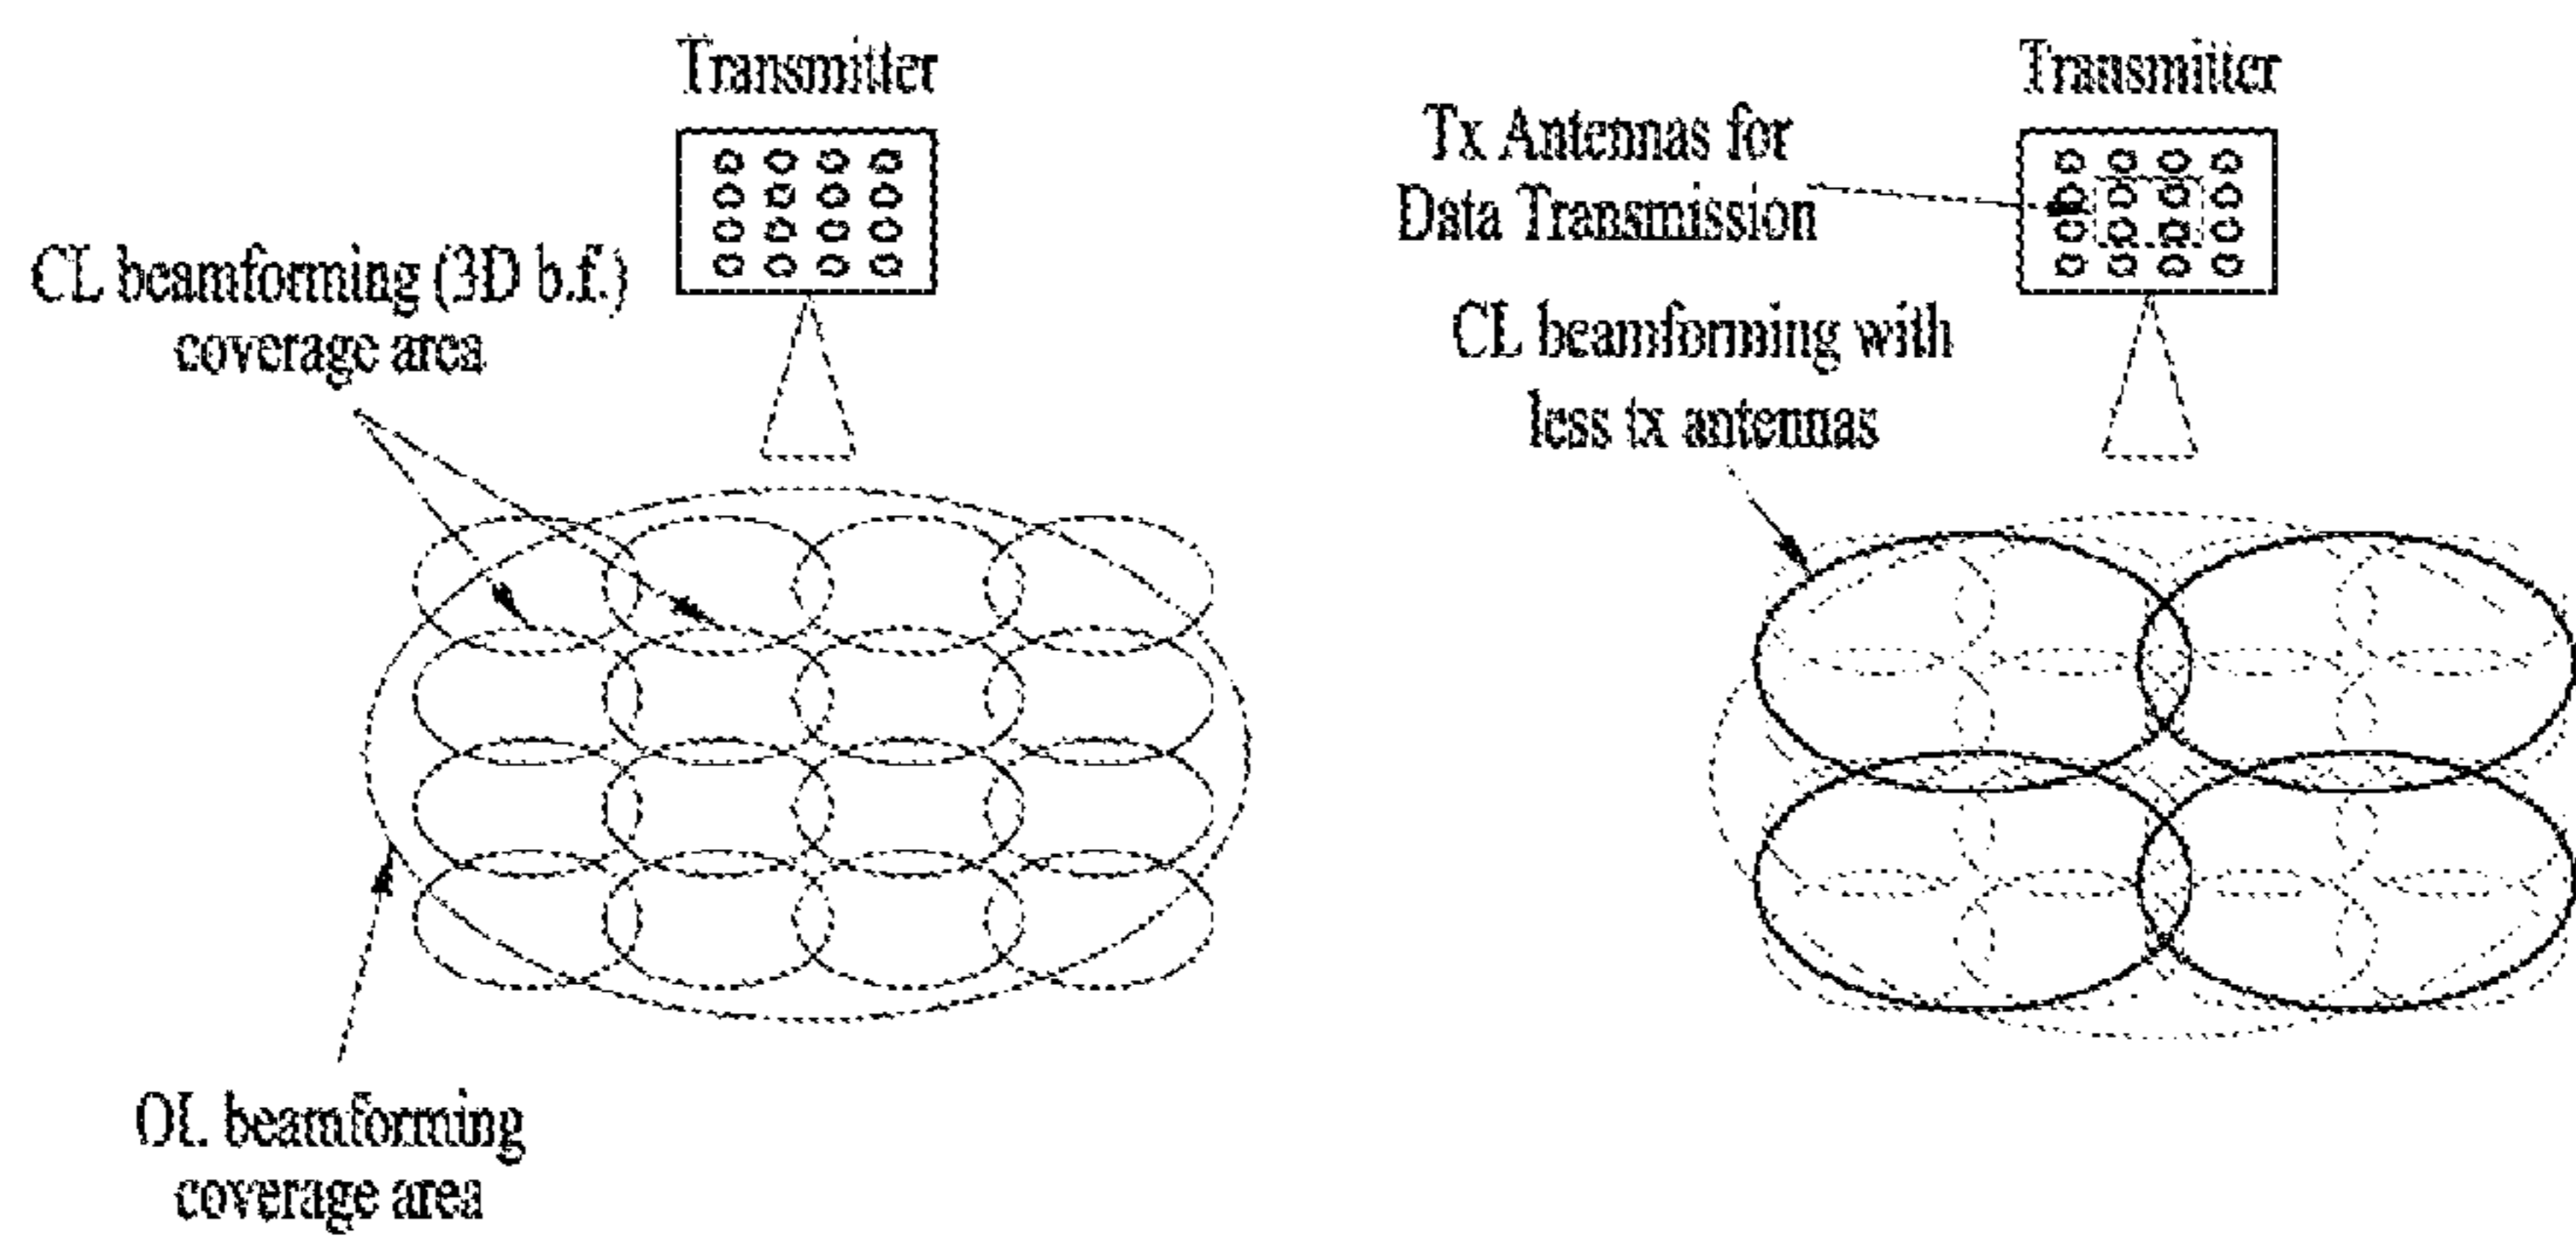 Transmitter
CL beamforming (3D b.f.)
coverage area
OL beamforming
coverage area
Transmitter
Tx Antennas for
Data Transmission
CL beamforming with
less tx antennas